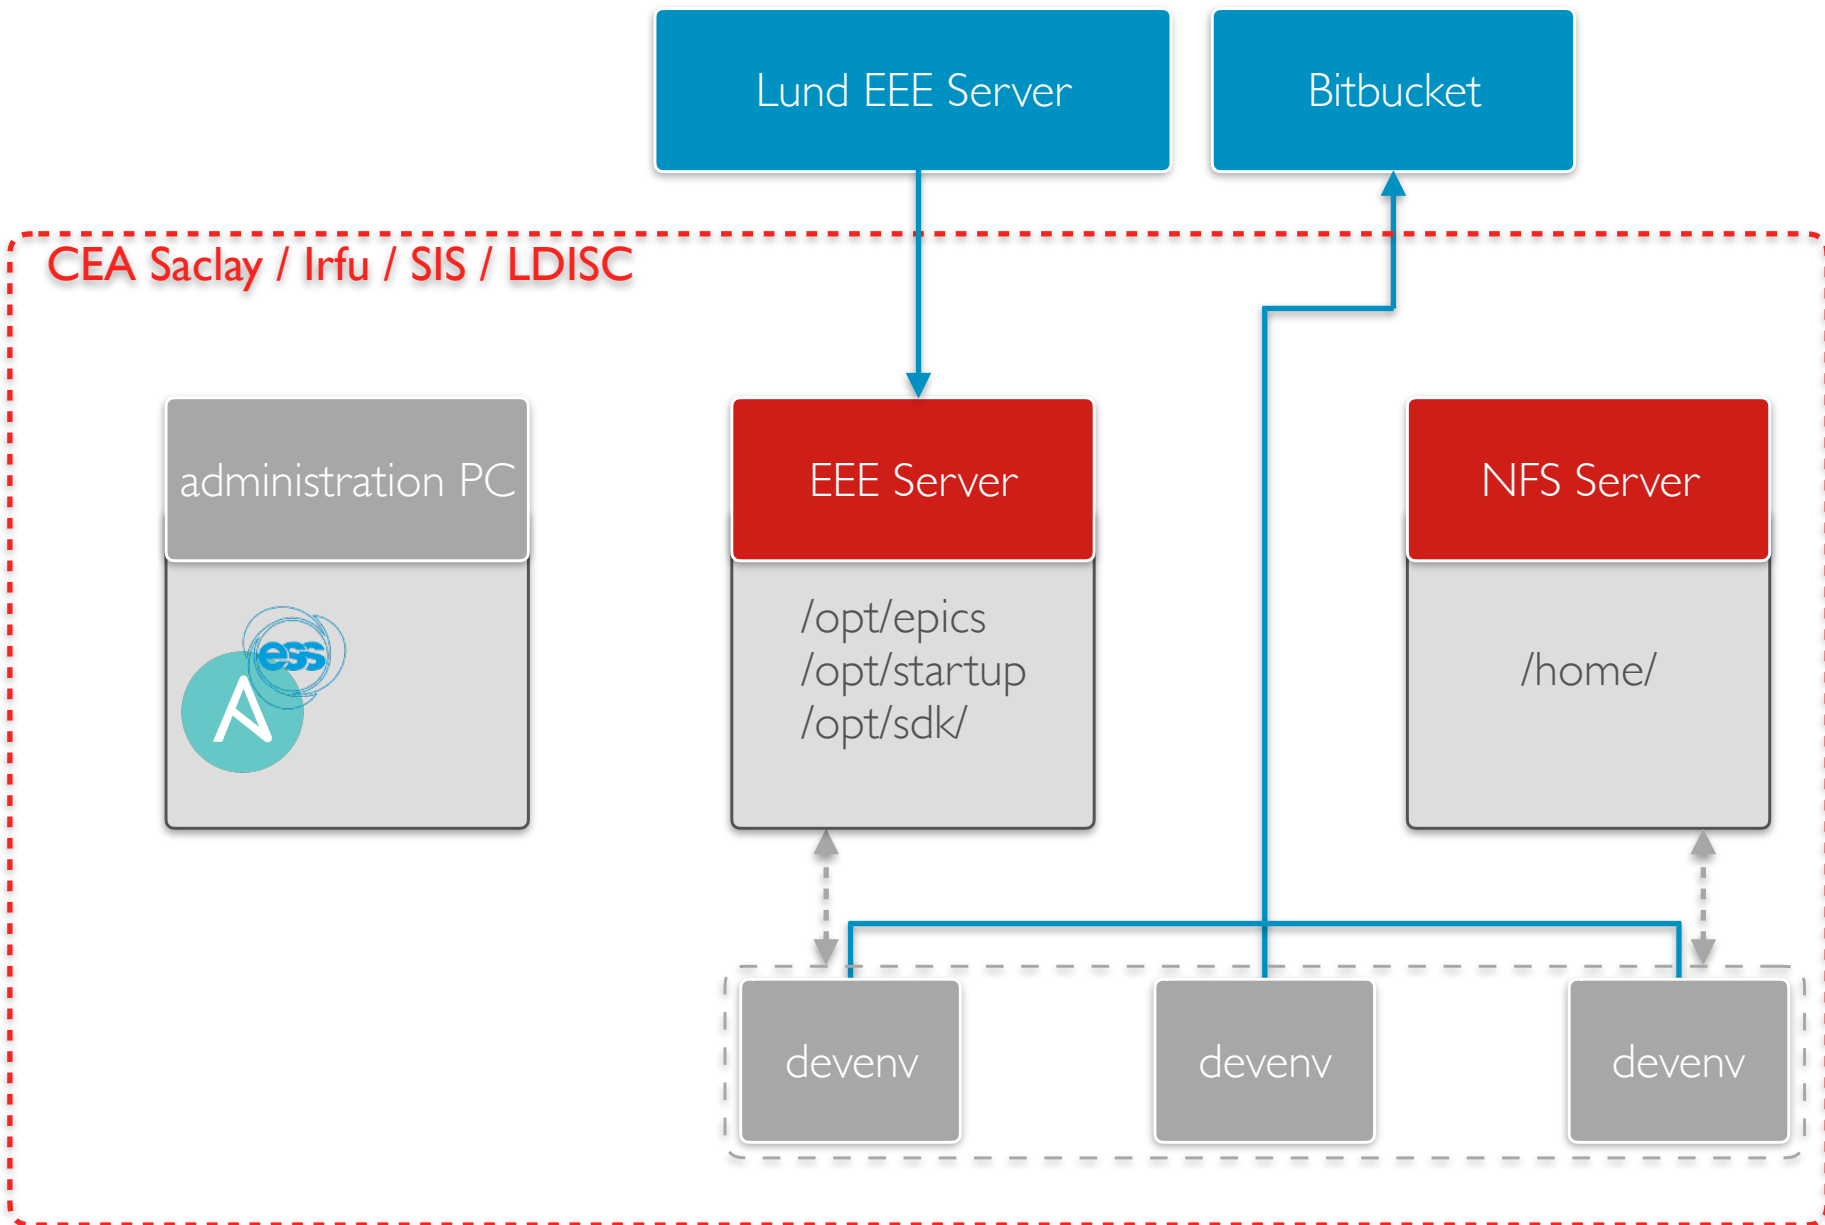 Lund EEE Server
Bitbucket
CEA Saclay / Irfu / SIS / LDISC
administration PC
EEE Server
NFS Server
ess
/opt/epics
/opt/startup
/opt/sdk/
/home/
devenv
devenv
devenv